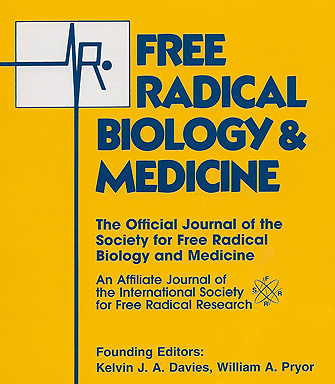 R.
FREE
RADICAL
BIOLOGY &
MEDICINE
The Official Journal of the
Society for Free Radical
Biology and Medicine
An Affiliate Journal of
the International Society
for Free Radical Research
S F R R
Founding Editors:
Kelvin J. A. Davies, William A. Pryor